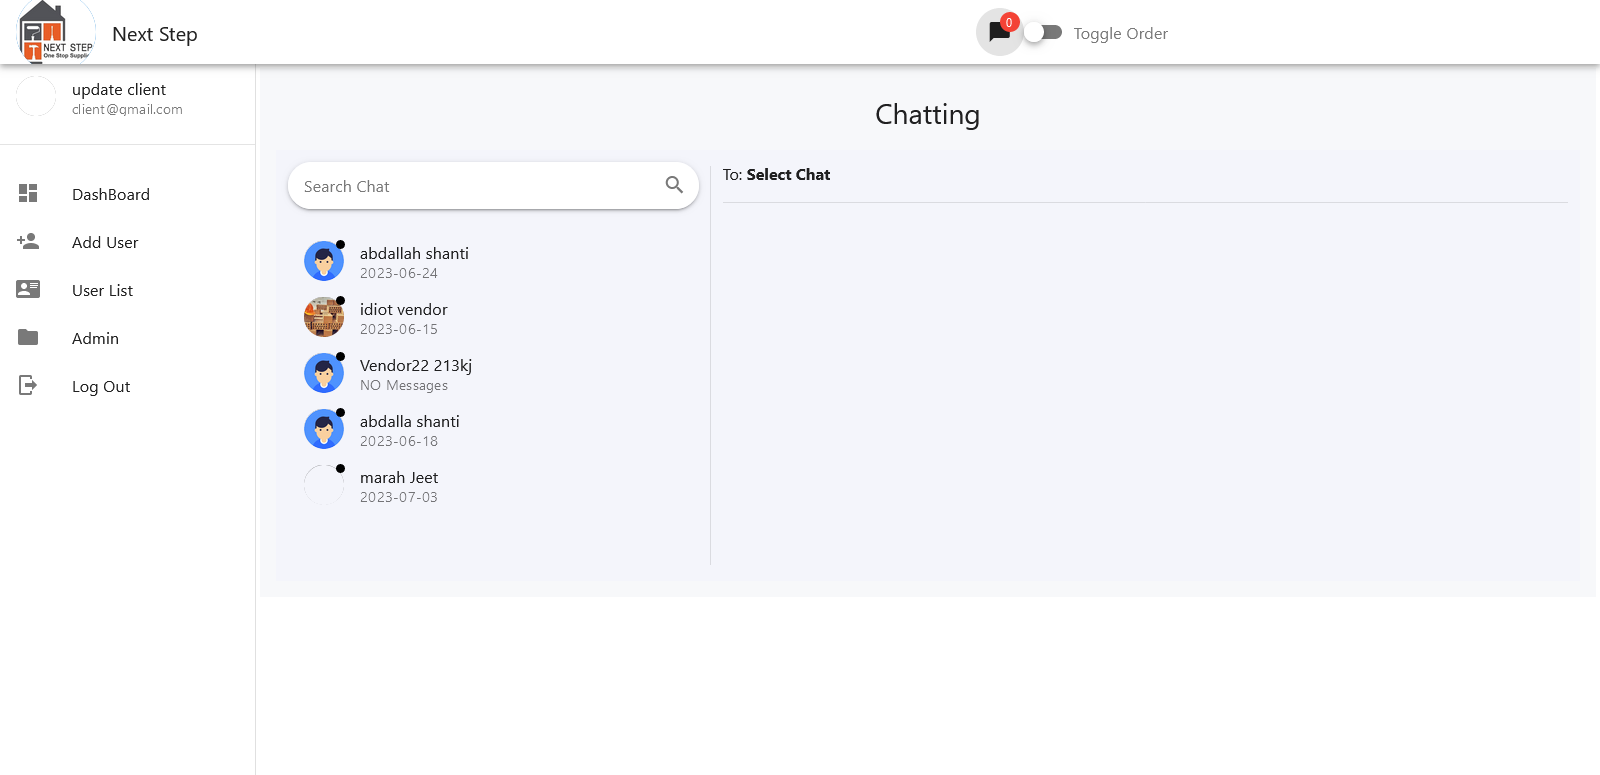 NEXT STEP
One Stop Supplier
Next Step
0
Toggle Order
update client
client@gmail.com
DashBoard
Add User
User List
Admin
Log Out
Chatting
Search Chat
abdallah shanti
2023-06-24
idiot vendor
2023-06-15
Vendor22 213kj
NO Messages
abdalla shanti
2023-06-18
marah Jeet
2023-07-03
To: Select Chat